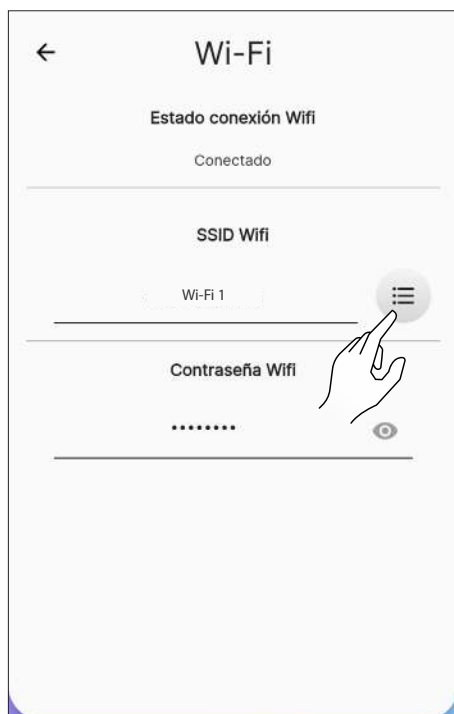 Wi-Fi
Estado conexión Wifi
Conectado
SSID Wifi
Wi-Fi 1
Contraseña Wifi
••••••••